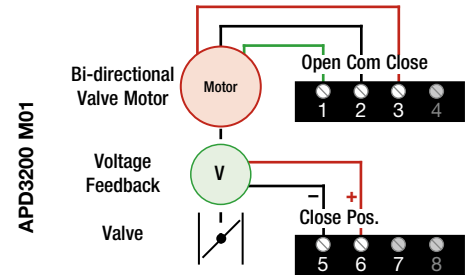 APD3200 M01
Bi-directional
Valve Motor
Motor
Open Com Close
1 2 3 4
Voltage
Feedback
V
– +
Close Pos.
Valve
5 6 7 8